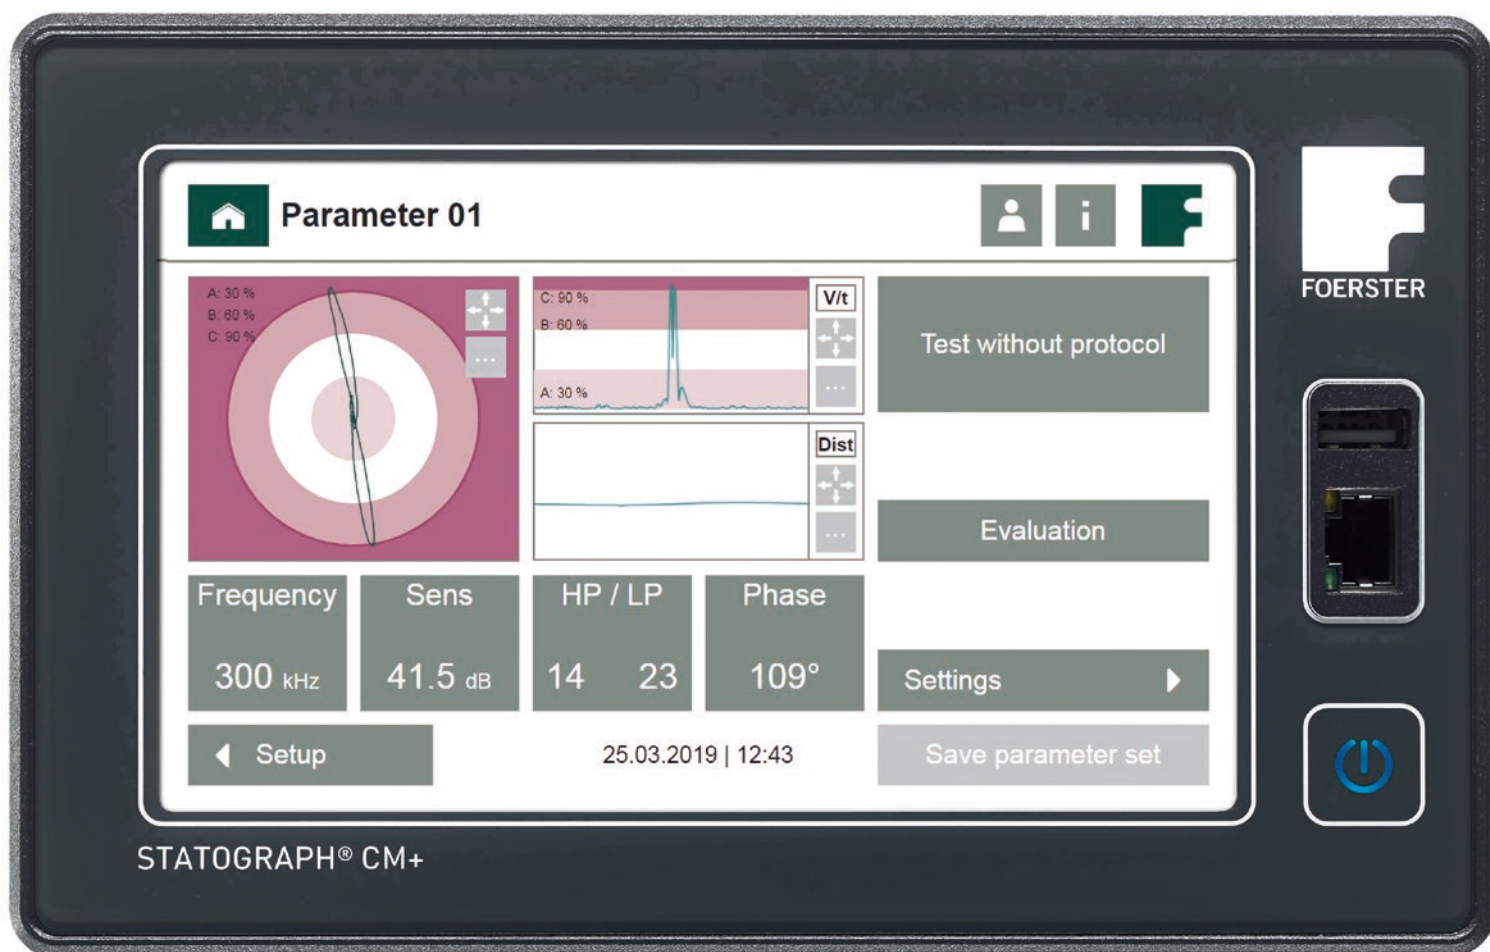 Parameter 01
i
FOERSTER
A: 30 %
B: 60 %
C: 90 %
...
C: 90 %
B: 60 %
A: 30 %
V/t
...
Dist
...
Test without protocol
Evaluation
Frequency
300 kHz
Sens
41.5 dB
HP / LP
14 23
Phase
109°
Settings
Setup
25.03.2019 | 12:43
Save parameter set
STATOGRAPH® CM+